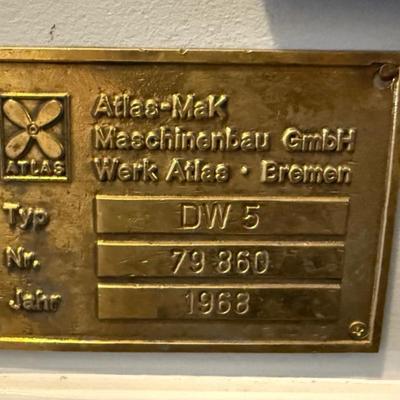 ATLAS
Atlas-MaK
Maschinenbau GmbH
Werk Atlas · Bremen
Typ DW 5
Nr. 79 860
Jahr 1968